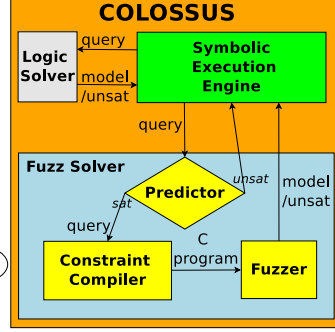 COLOSSUS
query
Logic
Solver
model
/unsat
Symbolic
Execution
Engine
query
Fuzz Solver
Predictor
unsat
sat
model
/unsat
query
C
program
Constraint
Compiler
Fuzzer